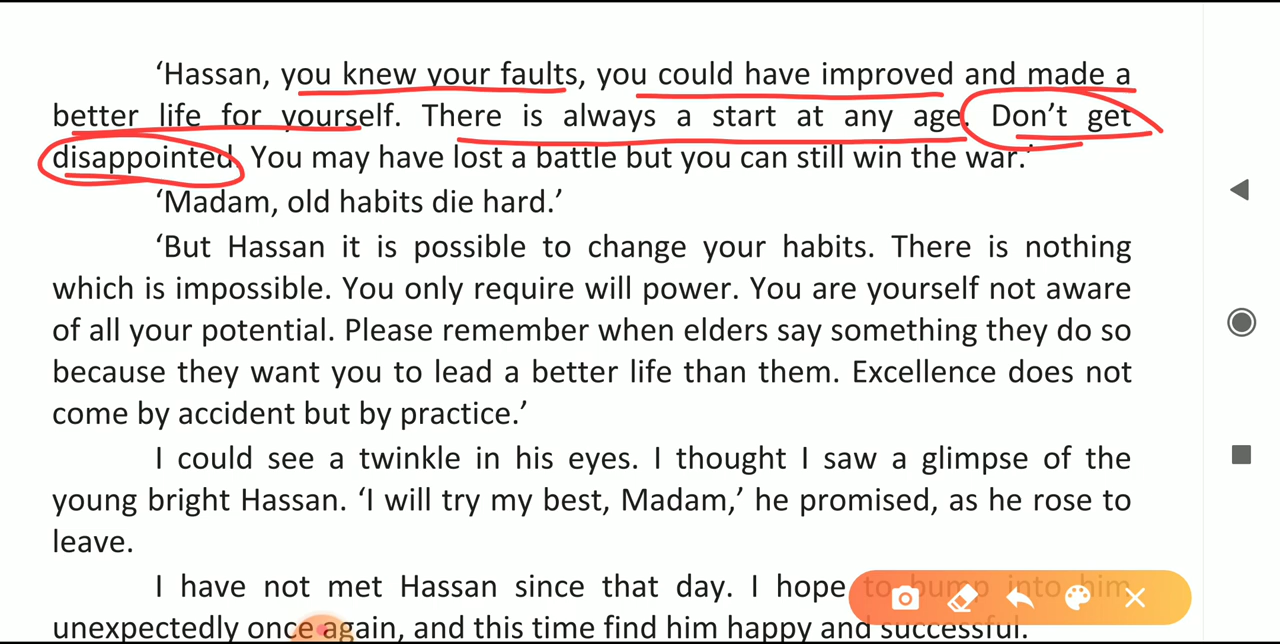 ‘Hassan, you knew your faults, you could have improved and made a
better life for yourself. There is always a start at any age. Don’t get
disappointed. You may have lost a battle but you can still win the war.’
‘Madam, old habits die hard.’
‘But Hassan it is possible to change your habits. There is nothing
which is impossible. You only require will power. You are yourself not aware
of all your potential. Please remember when elders say something they do so
because they want you to lead a better life than them. Excellence does not
come by accident but by practice.’
I could see a twinkle in his eyes. I thought I saw a glimpse of the
young bright Hassan. ‘I will try my best, Madam,’ he promised, as he rose to
leave.
I have not met Hassan since that day. I hope to bump into him
unexpectedly once again, and this time find him happy and successful.